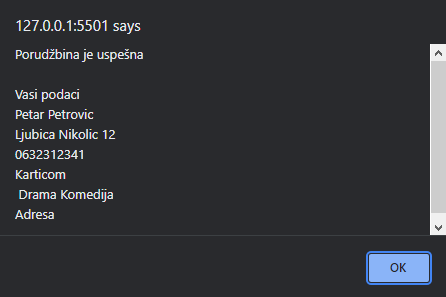 127.0.0.1:5501 says
Porudžbina je uspešna
Vasi podaci
Petar Petrovic
Ljubica Nikolic 12
0632312341
Karticom
Drama Komedija
Adresa
OK